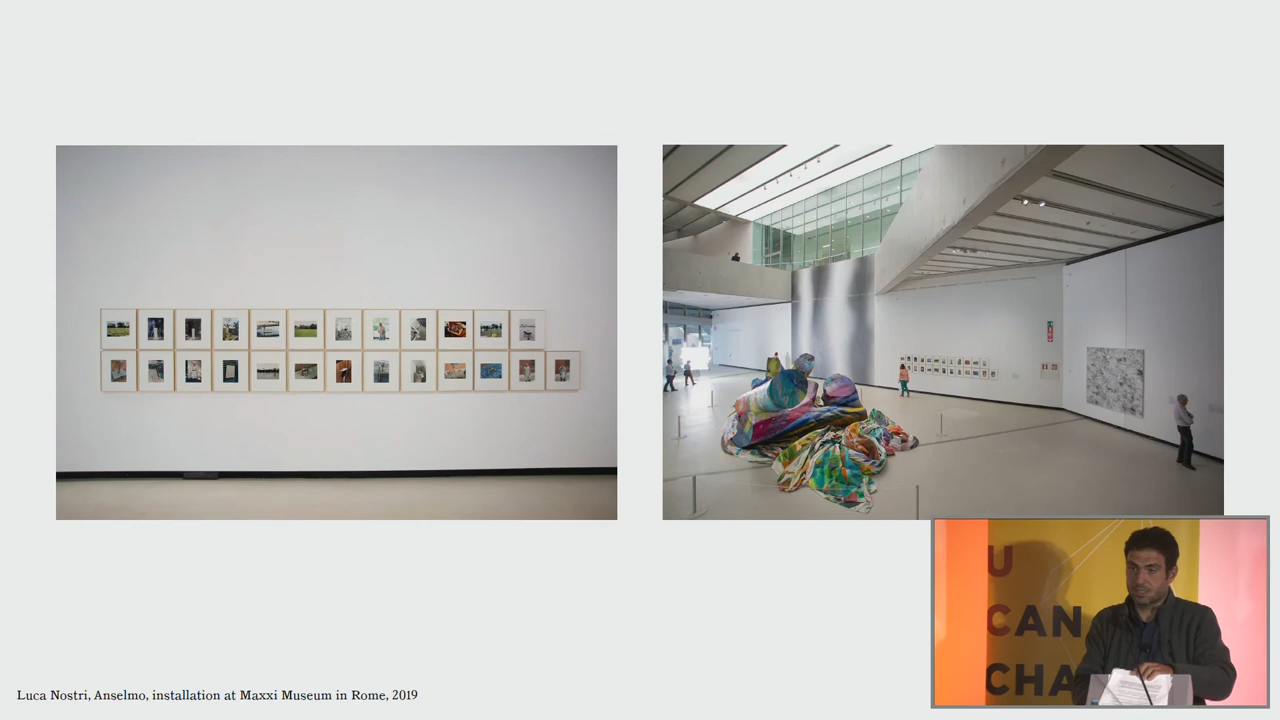 Luca Nostri, Anselmo, installation at Maxxi Museum in Rome, 2019
U
CAN
CHA